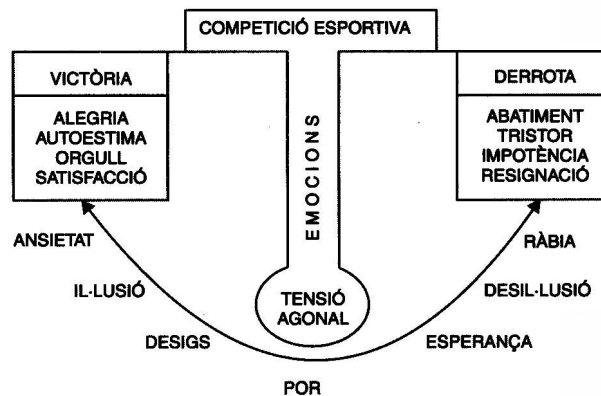 COMPETICIÓ ESPORTIVA
VICTÒRIA
ALEGRIA
AUTOESTIMA
ORGULL
SATISFACCIÓ
EMOCIONS
DERROTA
ABATIMENT
TRISTOR
IMPOTÈNCIA
RESIGNACIÓ
ANSIETAT
RÀBIA
IL·LUSIÓ
TENSIÓ
AGONAL
DESIL·LUSIÓ
DESIGS
ESPERANÇA
POR